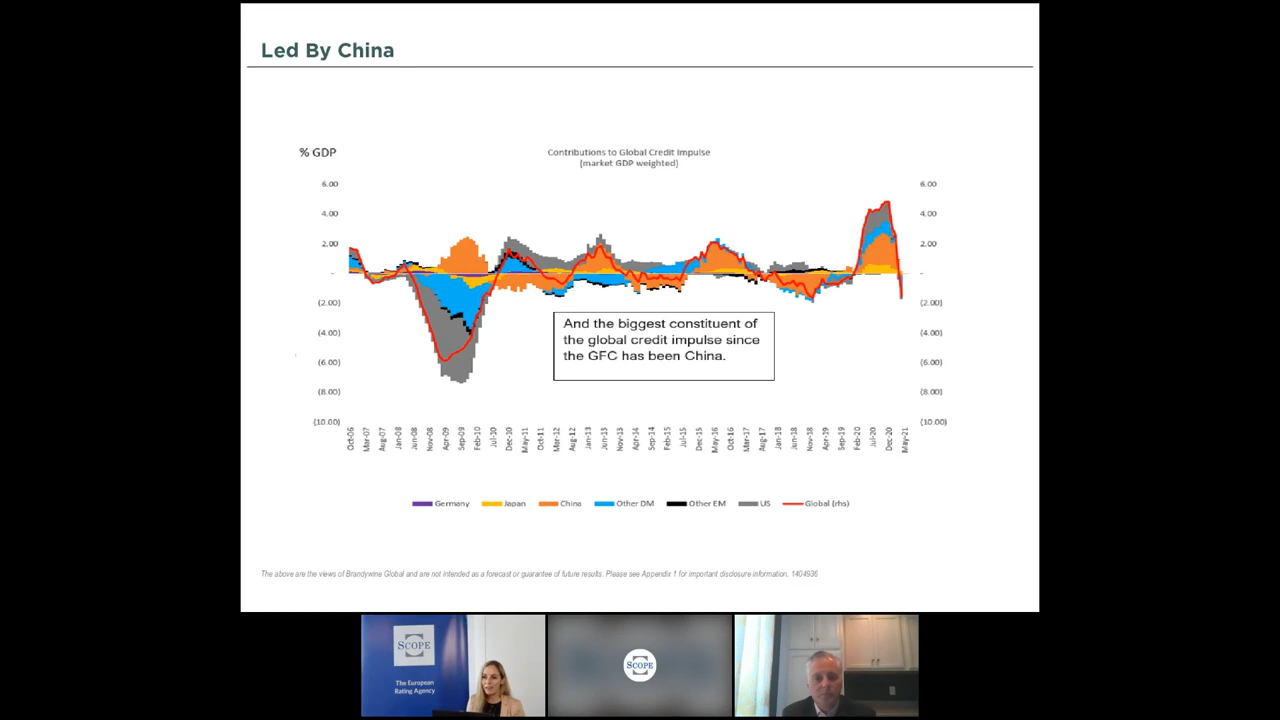 Led By China
% GDP
Contributions to Global Credit Impulse
(market GDP weighted)
6.00
4.00
2.00
-
(2.00)
(4.00)
(6.00)
(8.00)
(10.00)
6.00
4.00
2.00
-
(2.00)
(4.00)
(6.00)
(8.00)
(10.00)
And the biggest constituent of
the global credit impulse since
the GFC has been China.
Oct-06
Mar-07
Aug-07
Jan-08
Jun-08
Nov-08
Apr-09
Sep-09
Feb-10
Jul-10
Dec-10
May-11
Oct-11
Mar-12
Aug-12
Jan-13
Jun-13
Nov-13
Apr-14
Sep-14
Feb-15
Jul-15
Dec-15
May-16
Oct-16
Mar-17
Aug-17
Jan-18
Jun-18
Nov-18
Apr-19
Sep-19
Feb-20
Jul-20
Dec-20
May-21
Germany Japan China Other DM Other EM US Global (rhs)
The above are the views of Brandywine Global and are not intended as a forecast or guarantee of future results. Please see Appendix 1 for important disclosure information. 1404936
SCOPE
The European
Rating Agency
SCOPE